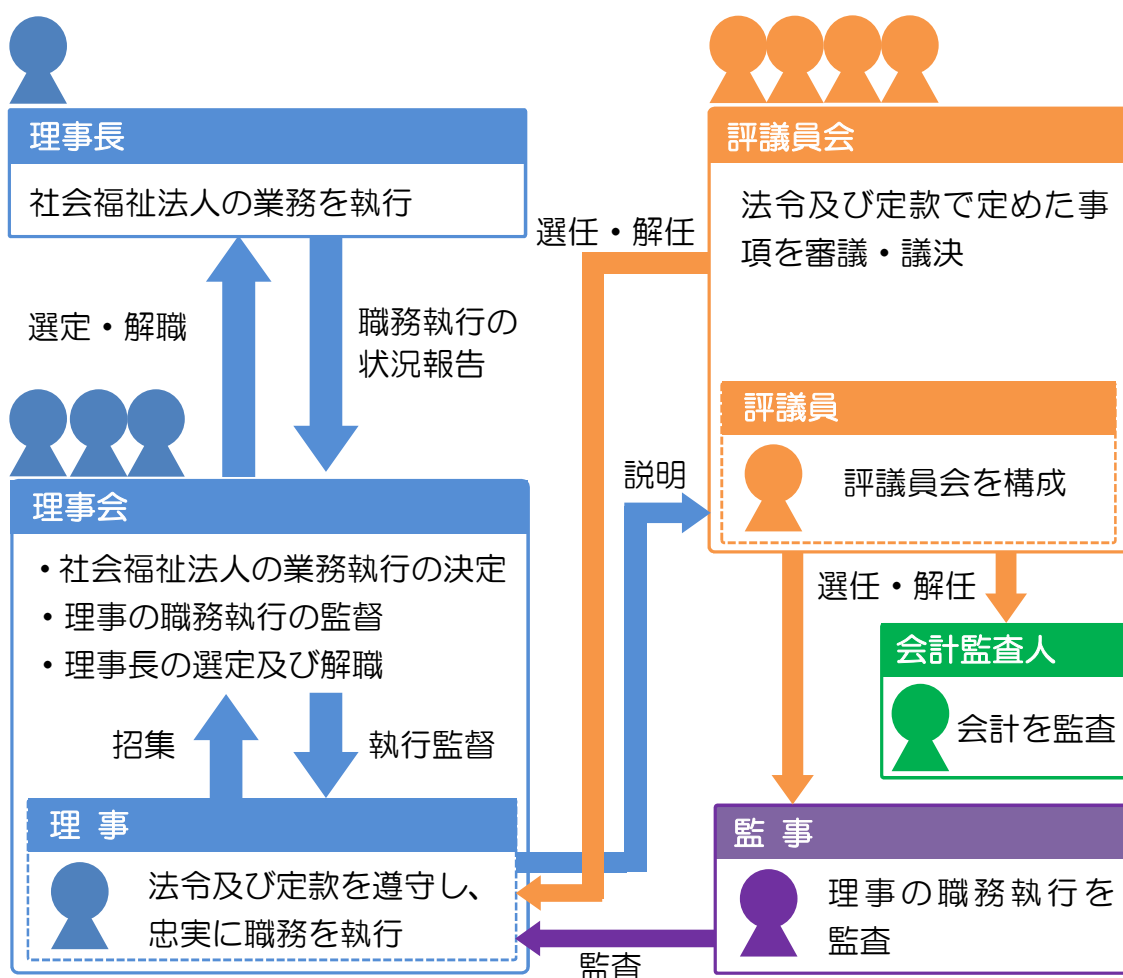 理事長
社会福祉法人の業務を執行
選定・解職
職務執行の
状況報告
理事会
・社会福祉法人の業務執行の決定
・理事の職務執行の監督
・理事長の選定及び解職
招集
執行監督
理 事
法令及び定款を遵守し、
忠実に職務を執行
選任・解任
説明
監査
評議員会
法令及び定款で定めた事
項を審議・議決
評議員
評議員会を構成
選任・解任
会計監査人
会計を監査
監 事
理事の職務執行を
監査